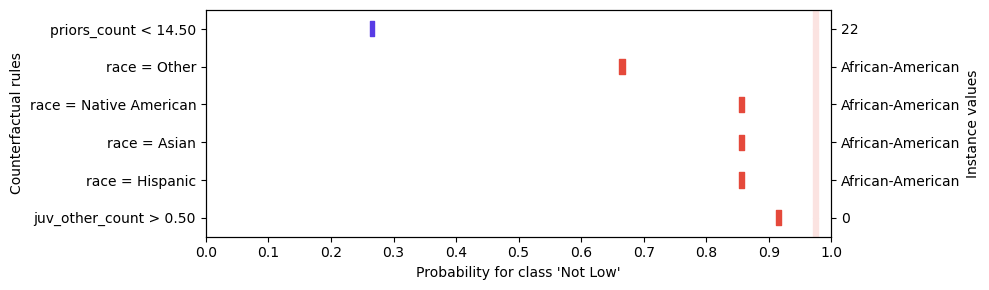 Counterfactual rules
priors_count < 14.50
22
race = Other
African-American
race = Native American
African-American
race = Asian
African-American
race = Hispanic
African-American
juv_other_count > 0.50
0
Instance values
0.0 0.1 0.2 0.3 0.4 0.5 0.6 0.7 0.8 0.9 1.0
Probability for class 'Not Low'